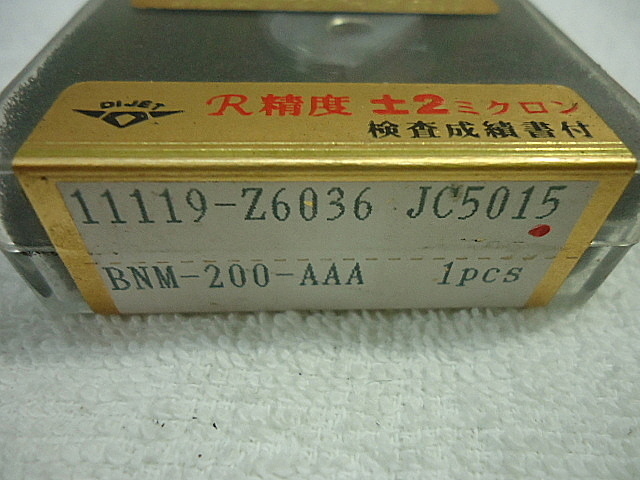 DIJET
R精度 ±2ミクロン
検査成績書付
11119-Z6036 JC5015
BNM-200-AAA 1pcs